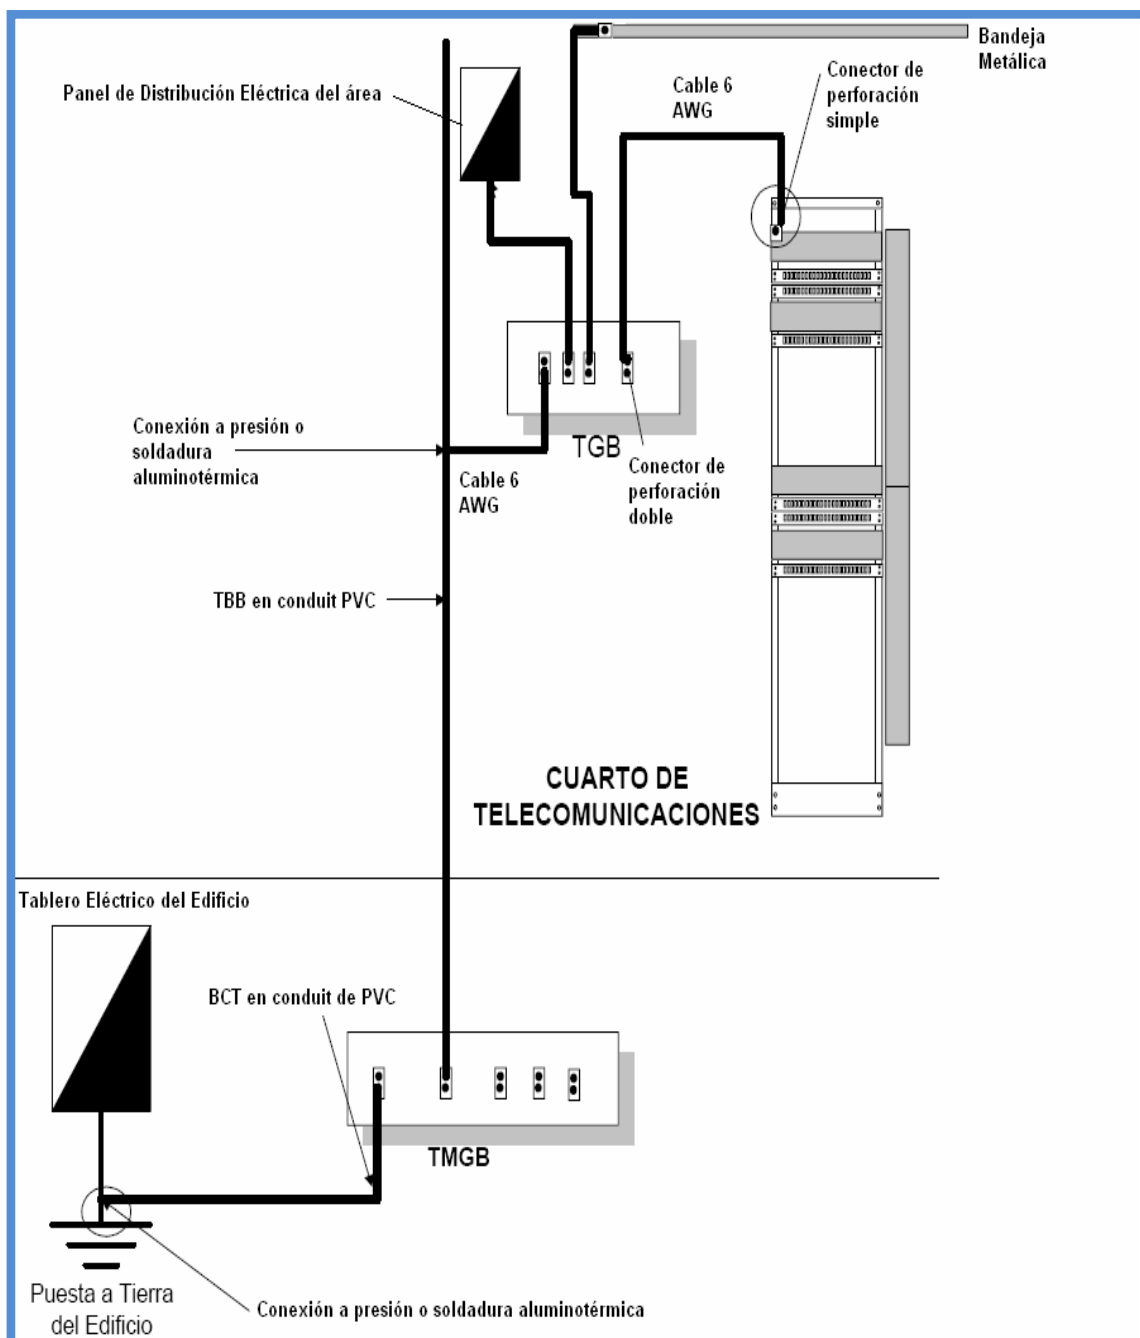 Bandeja
Metálica
Panel de Distribución Eléctrica del área
Cable 6
AWG
Conector de
perforación
simple
Conexión a presión o
soldadura
aluminotérmica
TGB
Cable 6
AWG
Conector de
perforación
doble
TBB en conduit PVC
CUARTO DE
TELECOMUNICACIONES
Tablero Eléctrico del Edificio
BCT en conduit de PVC
TMGB
Puesta a Tierra
del Edificio
Conexión a presión o soldadura aluminotérmica